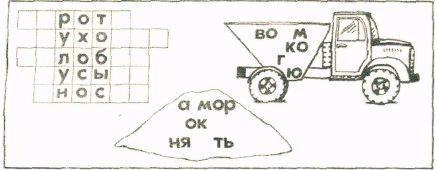 рот
ухо
лоб
усы
нос
во м
ко
г
ю
а мор
ок
ня ть